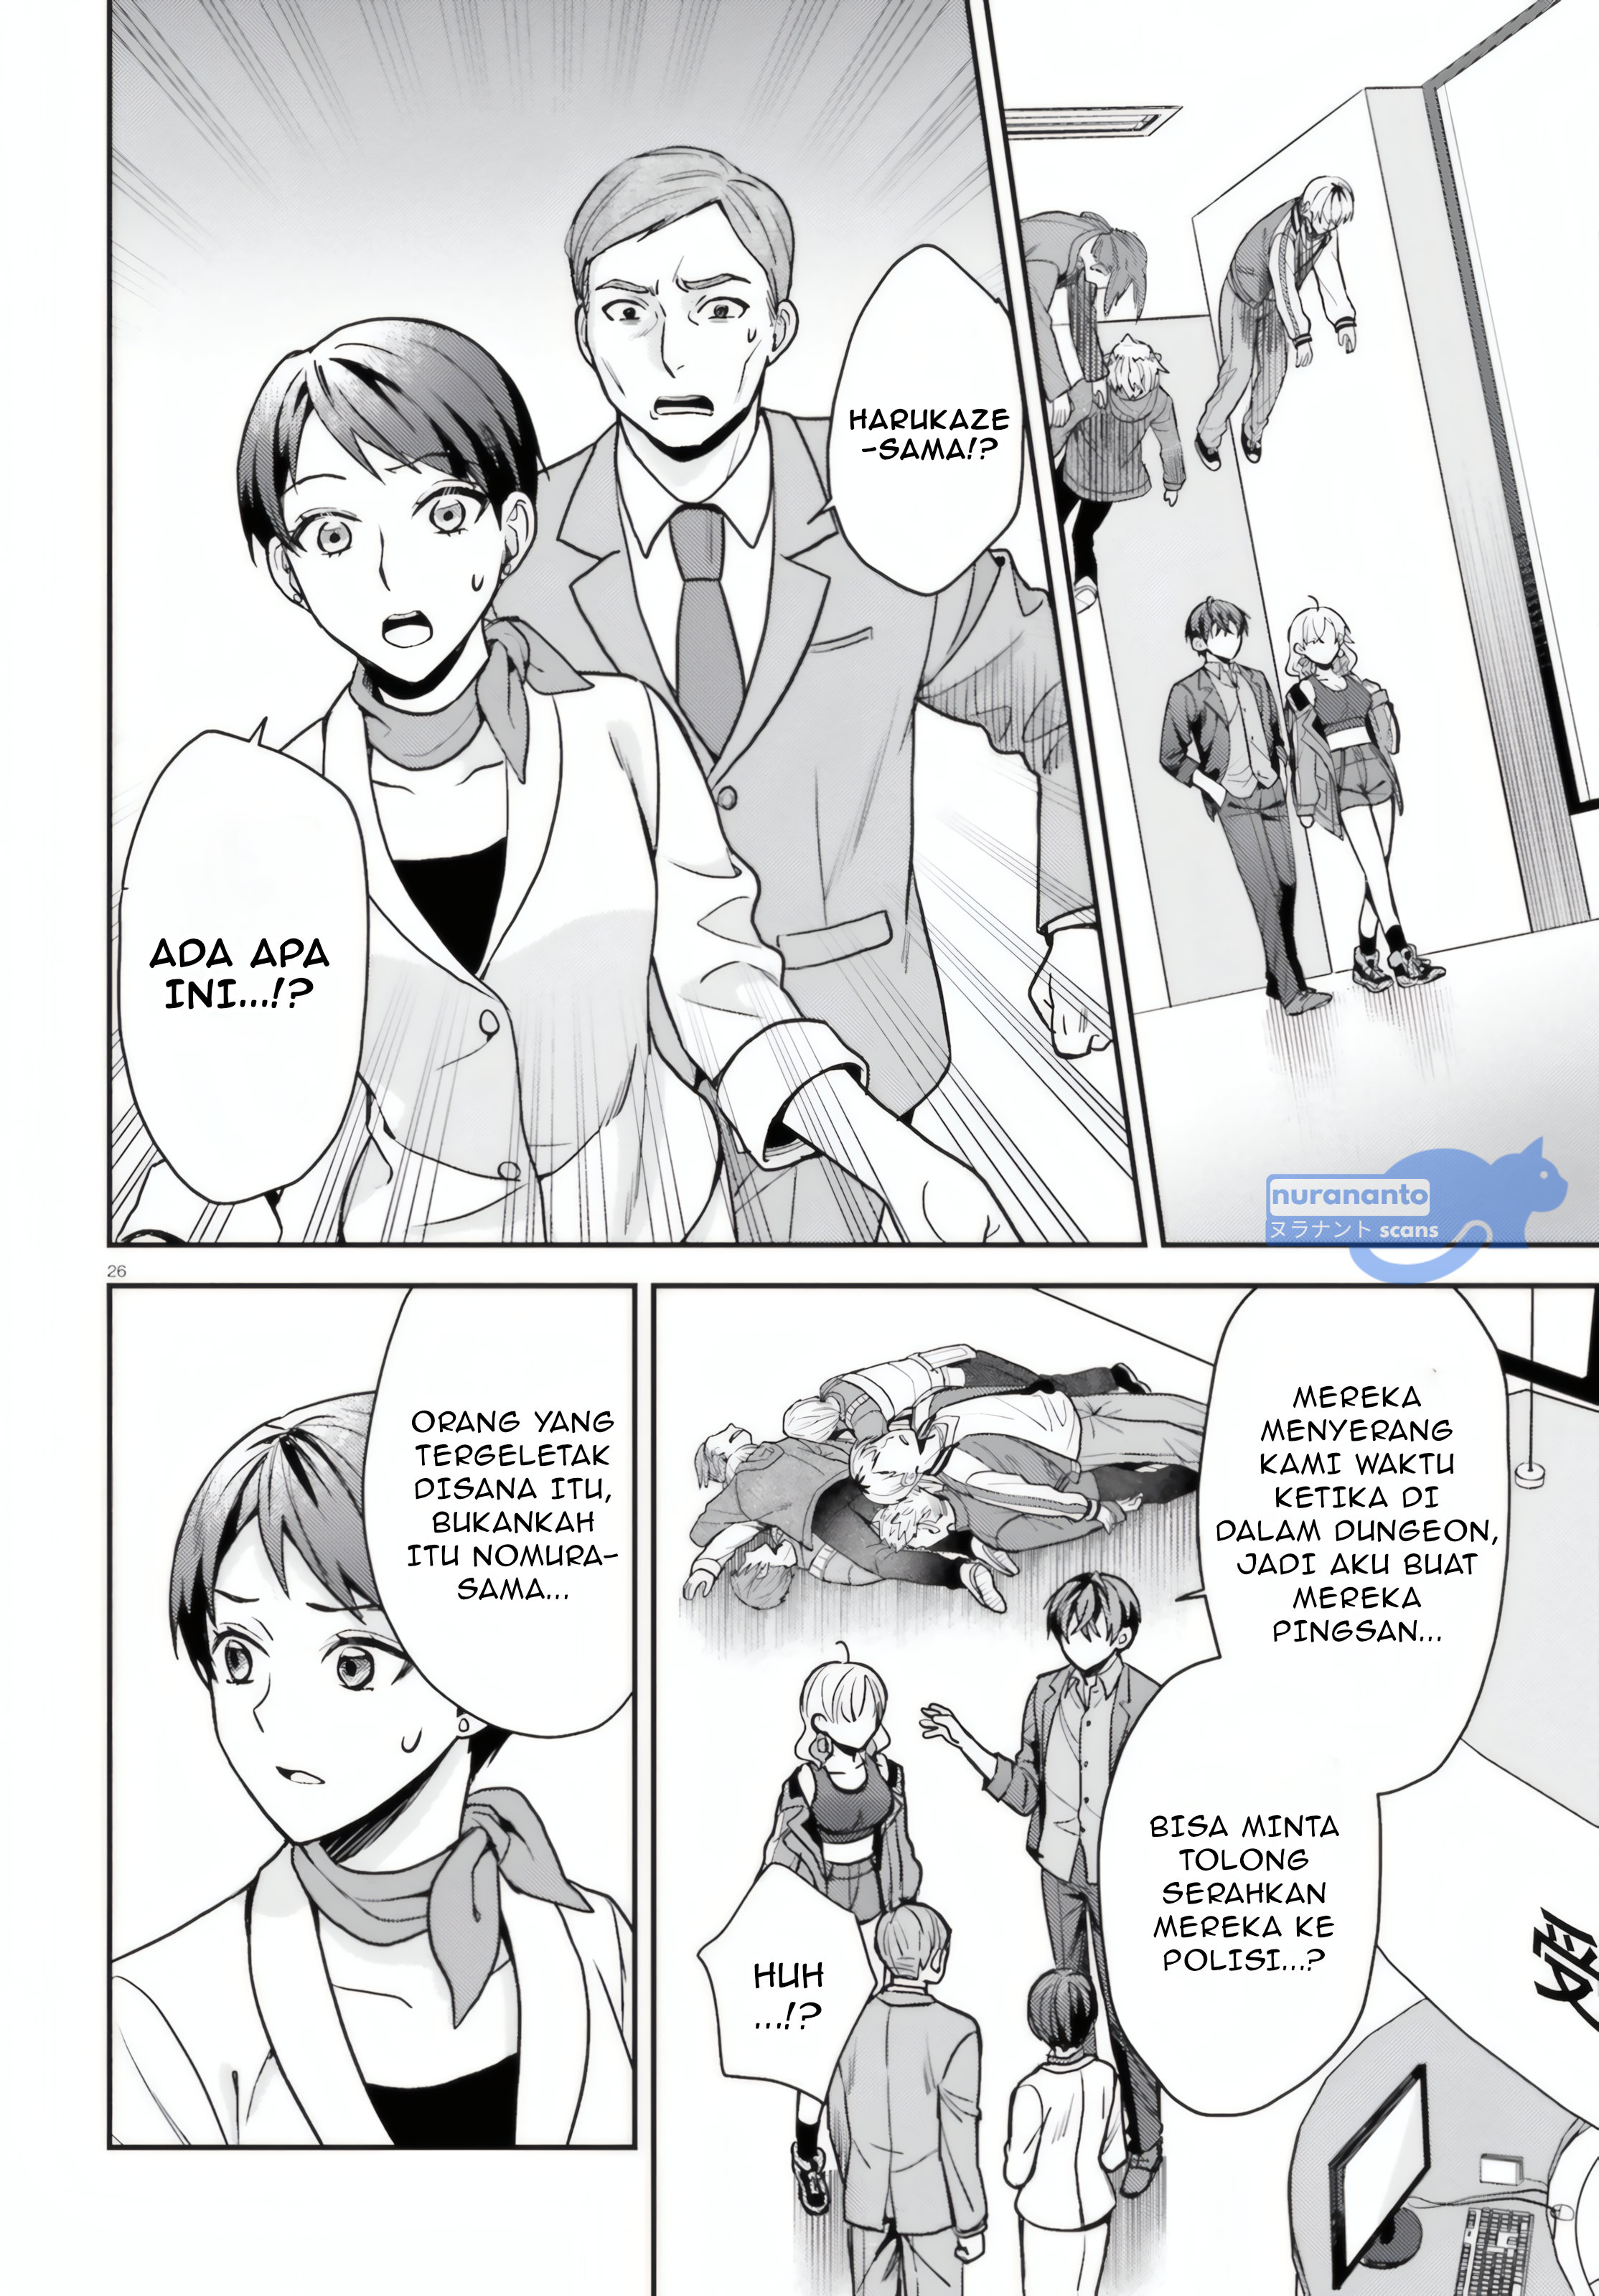 HARUKAZE
-SAMA!?
ADA APA
INI...!?
nurananto
ヌラナント scans
26
MEREKA
MENYERANG
KAMI WAKTU
KETIKA DI
DALAM DUNGEON,
JADI AKU BUAT
MEREKA
PINGSAN...
BISA MINTA
TOLONG
SERAHKAN
MEREKA KE
POLISI...?
HUH
...!?
ORANG YANG
TERGELETAK
DISANA ITU,
BUKANKAH
ITU NOMURA-
SAMA...